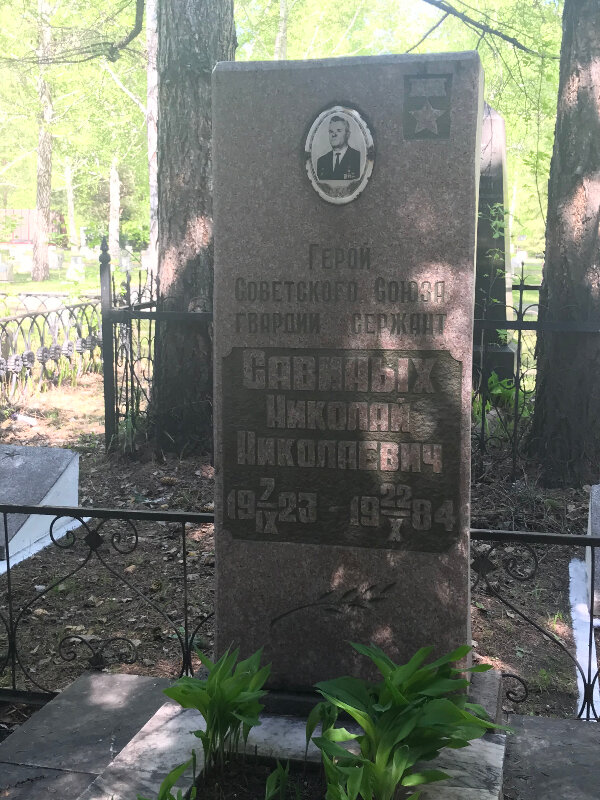 Герой
Советского Союза
гвардии сержант
Савиных
Николай
Николаевич
19 7/IX 23 - 19 22/X 84